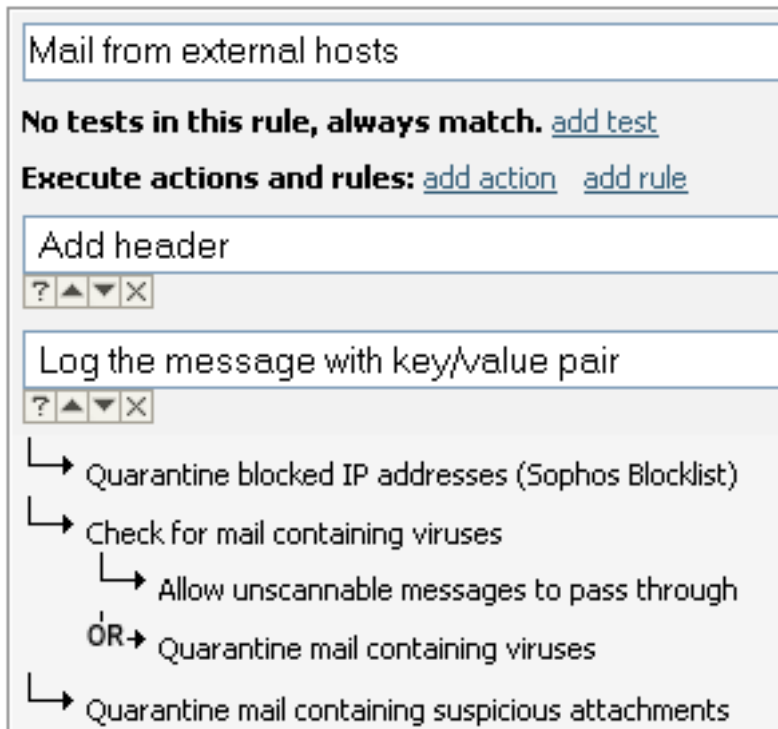 Mail from external hosts
No tests in this rule, always match. add test
Execute actions and rules: add action add rule
Add header
?
Log the message with key/value pair
?
Quarantine blocked IP addresses (Sophos Blocklist)
Check for mail containing viruses
Allow unscannable messages to pass through
OR Quarantine mail containing viruses
Quarantine mail containing suspicious attachments